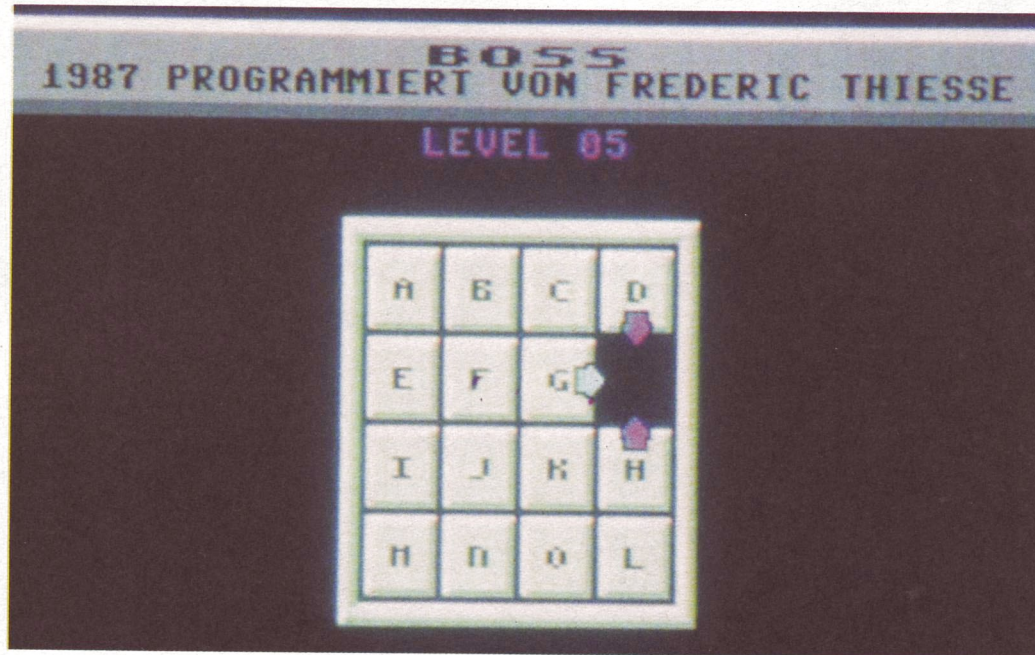 BOSS
1987 PROGRAMMIERT VON FREDERIC THIESSE
LEVEL 05
A B C D
E F G
I J K H
M N O L